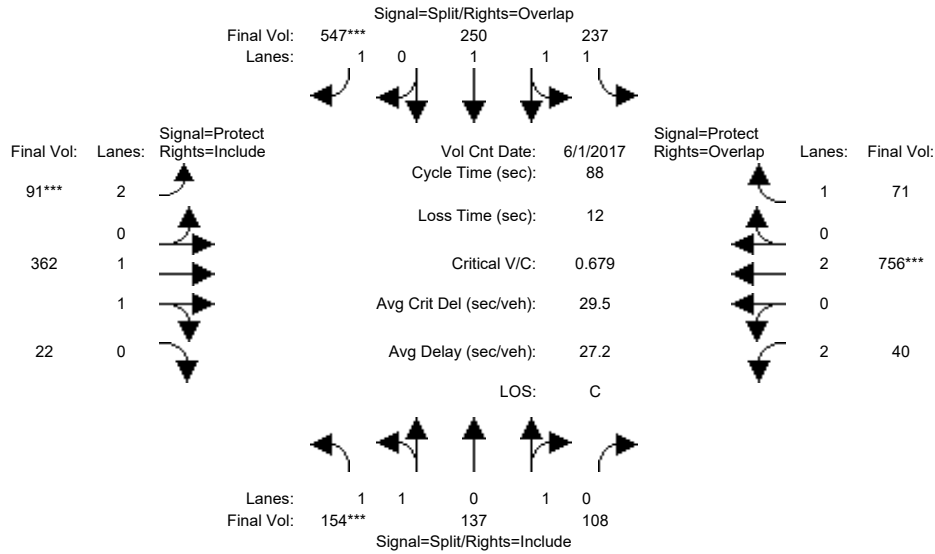 Signal=Split/Rights=Overlap
Final Vol: 547*** 250 237
Lanes: 1 0 1 1 1
Signal=Protect
Final Vol: Lanes: Rights=Include
Vol Cnt Date: 6/1/2017
Signal=Protect
Rights=Overlap Lanes: Final Vol:
Cycle Time (sec): 88
91*** 2
1 71
Loss Time (sec): 12
0
0
362 1
Critical V/C: 0.679
2 756***
1
Avg Crit Del (sec/veh): 29.5
0
22 0
Avg Delay (sec/veh): 27.2
2 40
LOS: C
Lanes: 1 1 0 1 0
Final Vol: 154*** 137 108
Signal=Split/Rights=Include